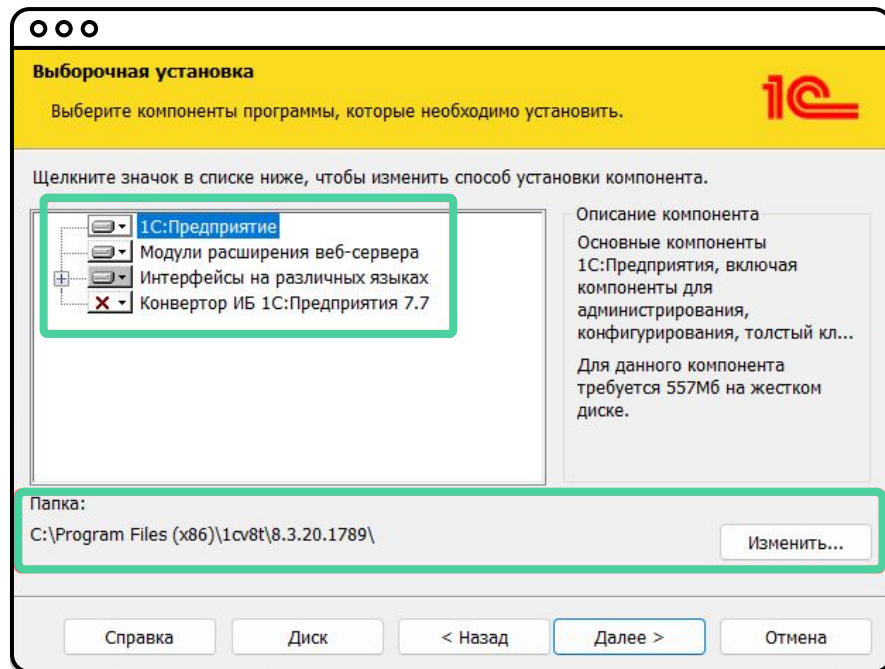 Выборочная установка
Выберите компоненты программы, которые необходимо установить.
1C
Щелкните значок в списке ниже, чтобы изменить способ установки компонента.
1С:Предприятие
Модули расширения веб-сервера
Интерфейсы на различных языках
Конвертор ИБ 1С:Предприятия 7.7
Описание компонента
Основные компоненты
1С:Предприятия, включая
компоненты для
администрирования,
конфигурирования, толстый кл...
Для данного компонента
требуется 557Мб на жестком
диске.
Папка:
C:\Program Files (x86)\1cv8t\8.3.20.1789\
Изменить...
Справка
Диск
< Назад
Далее >
Отмена